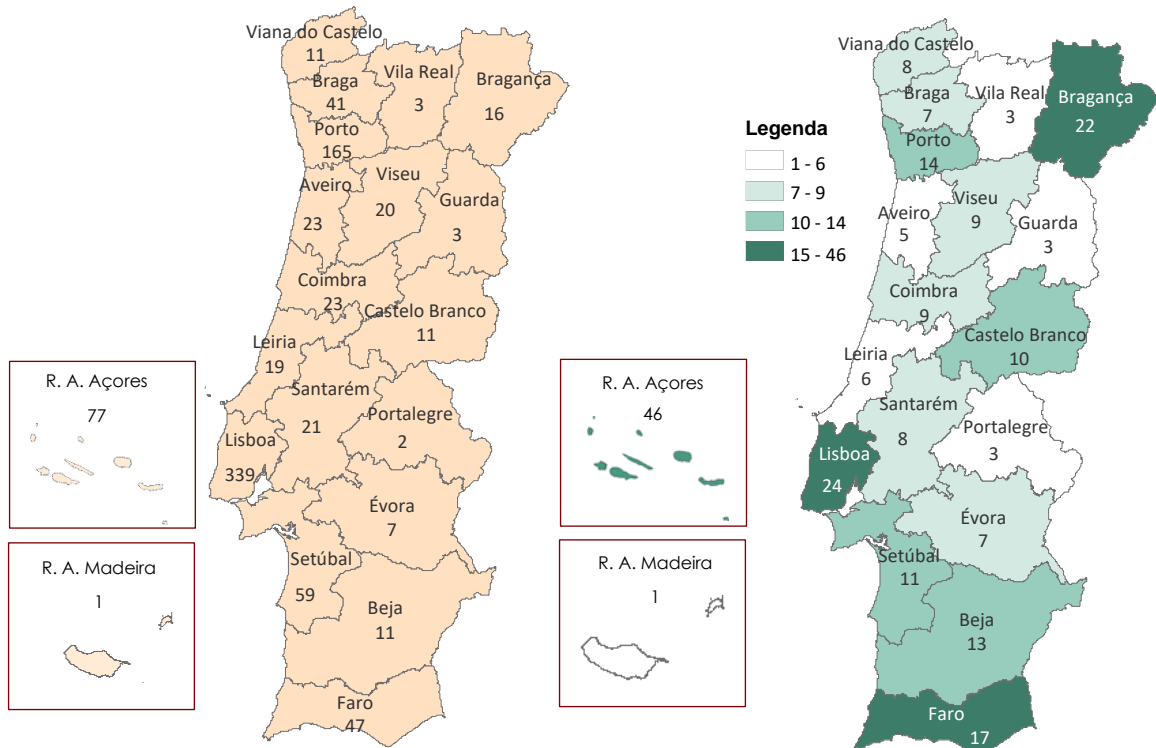 Viana do Castelo
11
Braga
41
Vila Real
3
Bragança
16
Porto
165
Aveiro
23
Viseu
20
Guarda
3
Coimbra
23
Castelo Branco
11
Leiria
19
Santarém
21
Portalegre
2
Lisboa
339
Évora
7
Setúbal
59
Beja
11
Faro
47
R. A. Açores
77
R. A. Madeira
1
Legenda
1 - 6
7 - 9
10 - 14
15 - 46
Viana do Castelo
8
Braga
7
Vila Real
3
Bragança
22
Porto
14
Aveiro
5
Viseu
9
Guarda
3
Coimbra
9
Castelo Branco
10
Leiria
6
Santarém
8
Portalegre
3
Lisboa
24
Évora
7
Setúbal
11
Beja
13
Faro
17
R. A. Açores
46
R. A. Madeira
1